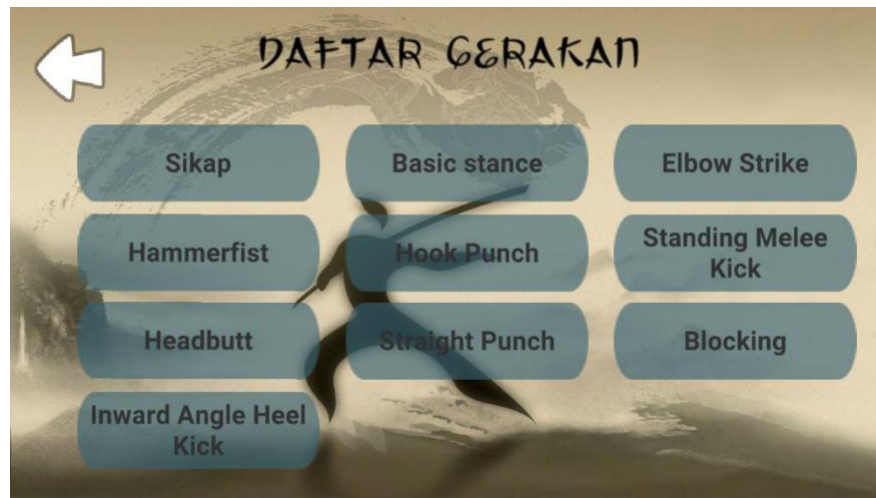 DAFTAR GERAKAN
Sikap
Basic stance
Elbow Strike
Hammerfist
Hook Punch
Standing Melee
Kick
Headbutt
Straight Punch
Blocking
Inward Angle Heel
Kick